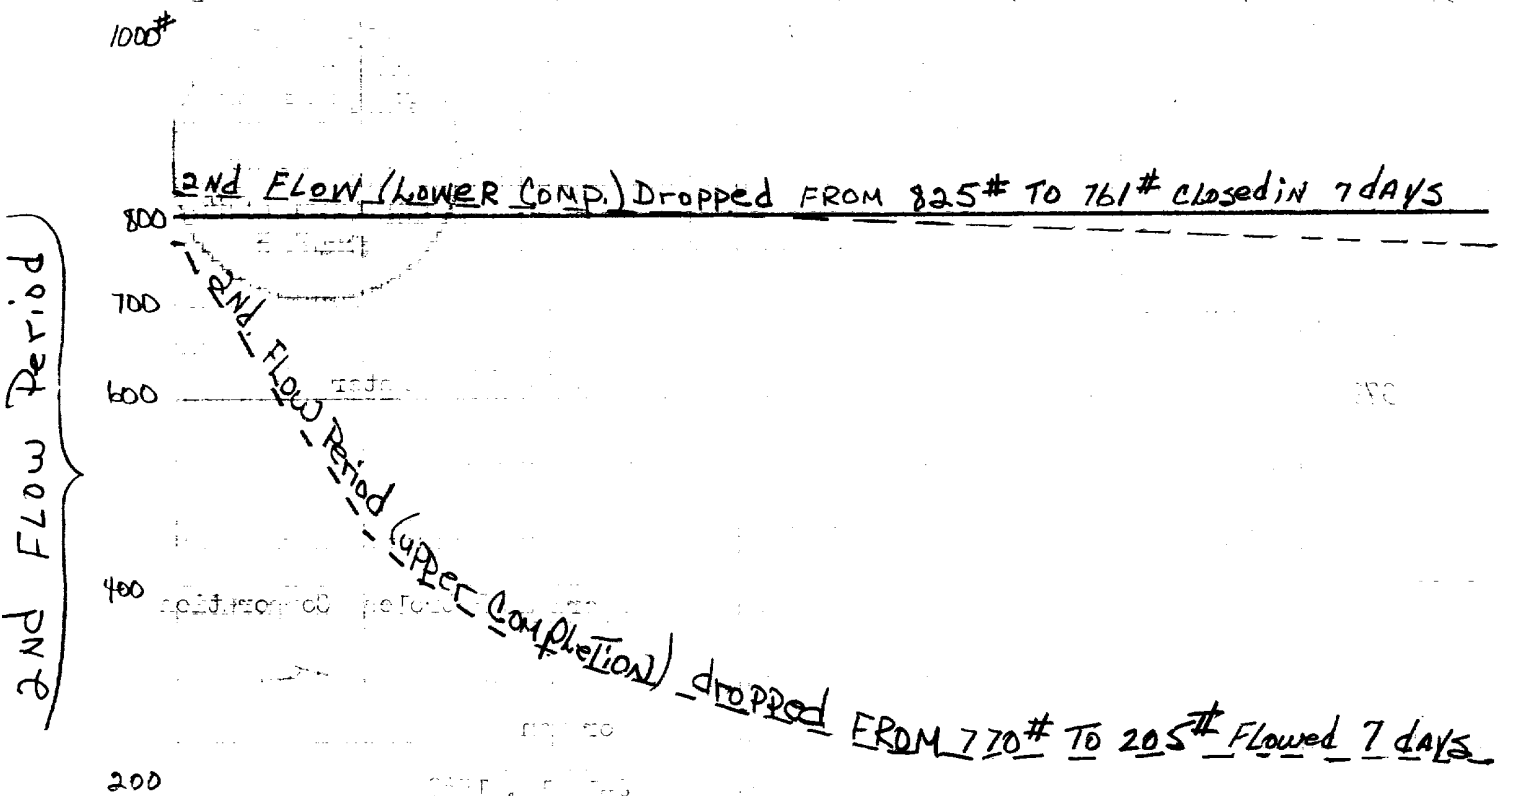 1000#
2Nd FLOW (LOWER COMP.) Dropped FROM 825# TO 761# CLOSED iN 7 dAYS
800
700
2Nd. FLOW Period (upper COMpLeTION) dropped FROM 770# TO 205# FLowed 7 dAYS
600
400
200
2Nd FLOW Period